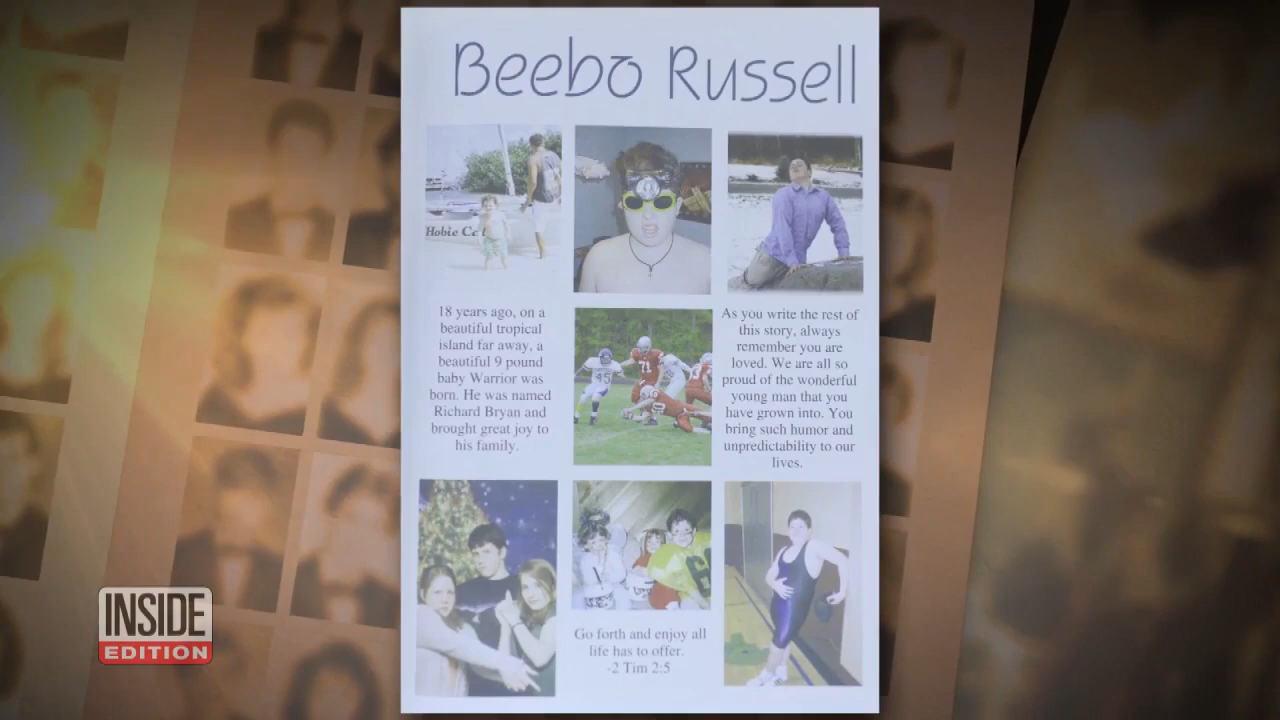 Beebo Russell
Hobie Cat
18 years ago, on a
beautiful tropical
island far away, a
beautiful 9 pound
baby Warrior was
born. He was named
Richard Bryan and
brought great joy to
his family.
45
71
As you write the rest of
this story, always
remember you are
loved. We are all so
proud of the wonderful
young man that you
have grown into. You
bring such humor and
unpredictability to our
lives.
Go forth and enjoy all
life has to offer.
-2 Tim 2:5
INSIDE
EDITION